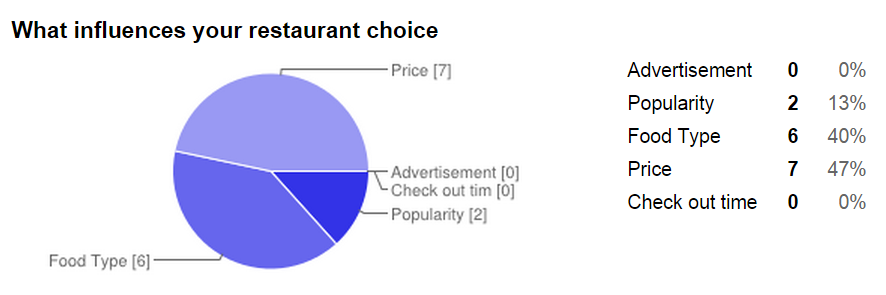 What influences your restaurant choice
Price [7]
Advertisement [0]
Check out tim [0]
Popularity [2]
Food Type [6]
Advertisement 0 0%
Popularity 2 13%
Food Type 6 40%
Price 7 47%
Check out time 0 0%